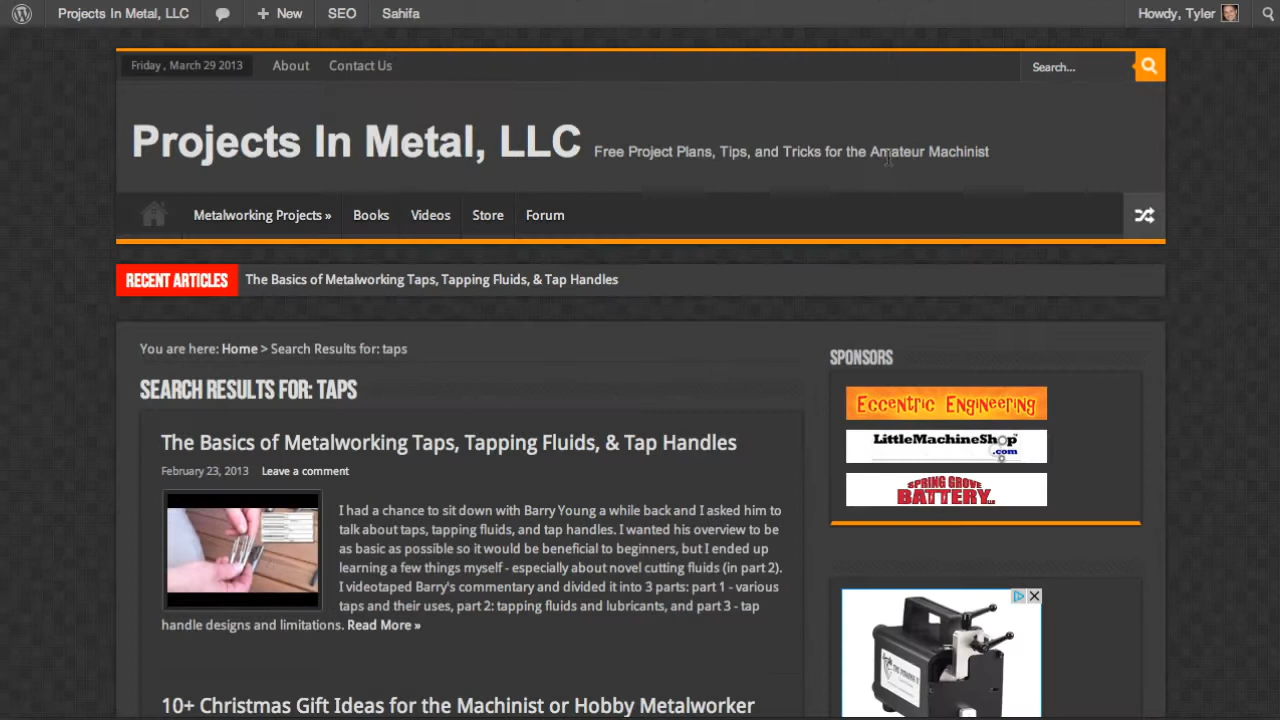 Projects In Metal, LLC New SEO Sahifa Howdy, Tyler
Friday , March 29 2013 About Contact Us Search...
Projects In Metal, LLC Free Project Plans, Tips, and Tricks for the Amateur Machinist
Metalworking Projects » Books Videos Store Forum
RECENT ARTICLES The Basics of Metalworking Taps, Tapping Fluids, & Tap Handles
You are here: Home > Search Results for: taps
SEARCH RESULTS FOR: TAPS
The Basics of Metalworking Taps, Tapping Fluids, & Tap Handles
February 23, 2013 Leave a comment
I had a chance to sit down with Barry Young a while back and I asked him to
talk about taps, tapping fluids, and tap handles. I wanted his overview to be
as basic as possible so it would be beneficial to beginners, but I ended up
learning a few things myself - especially about novel cutting fluids (in part 2).
I videotaped Barry's commentary and divided it into 3 parts: part 1 - various
taps and their uses, part 2: tapping fluids and lubricants, and part 3 - tap
handle designs and limitations. Read More »
10+ Christmas Gift Ideas for the Machinist or Hobby Metalworker
SPONSORS
Eccentric Engineering
LittleMachineShop
.com
SPRING GROVE
BATTERY